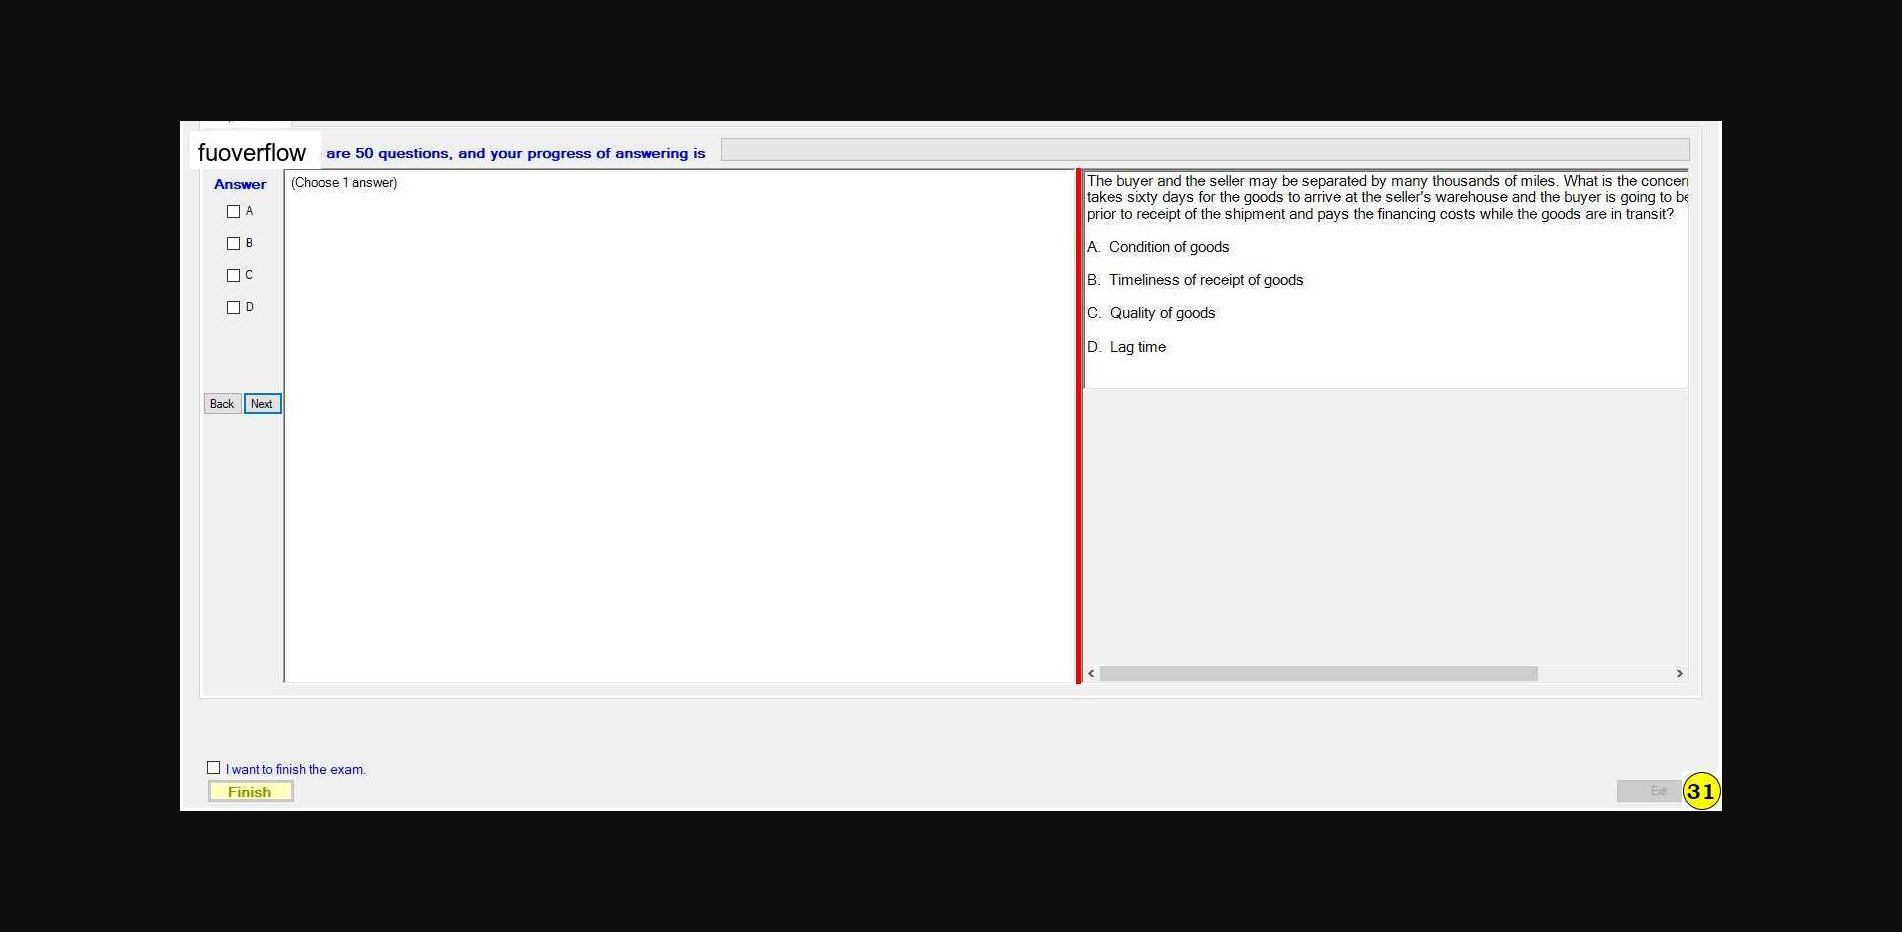 fuoverflow are 50 questions, and your progress of answering is
Answer
(Choose 1 answer)
A
B
C
D
Back Next
The buyer and the seller may be separated by many thousands of miles. What is the
takes sixty days for the goods to arrive at the seller's warehouse and the buyer is going to
prior to receipt of the shipment and pays the financing costs while the goods are in transit?
A. Condition of goods
B. Timeliness of receipt of goods
C. Quality of goods
D. Lag time
I want to finish the exam.
Finish
Exit
31